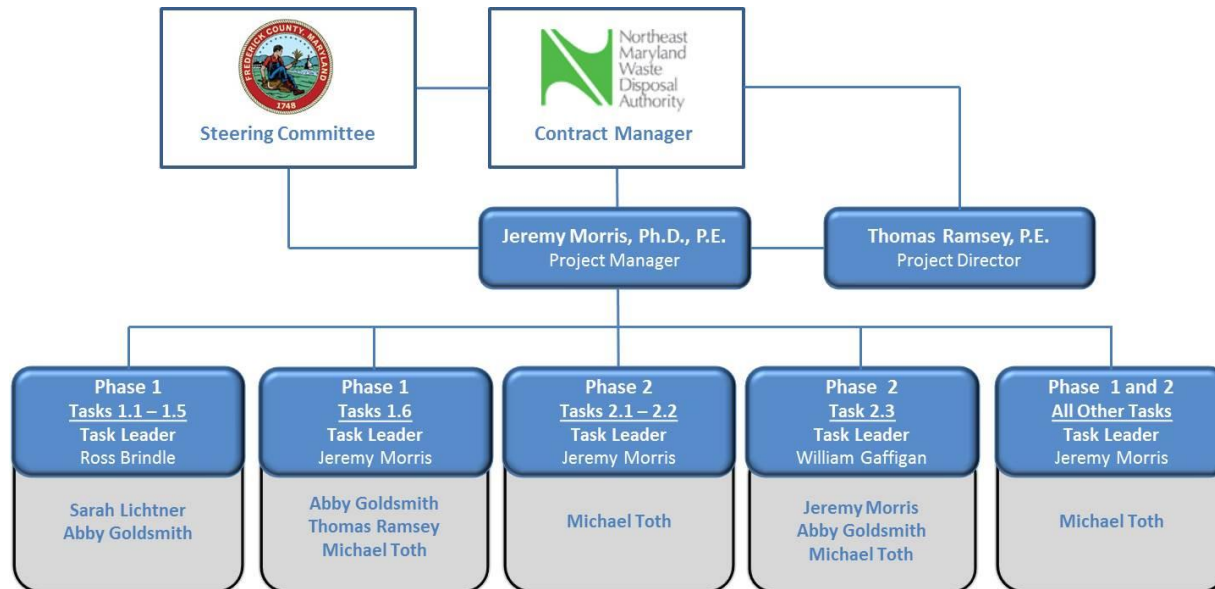 FREDERICK COUNTY, MARYLAND
1748
Steering Committee
Northeast
Maryland
Waste
Disposal
Authority
Contract Manager
Jeremy Morris, Ph.D., P.E.
Project Manager
Thomas Ramsey, P.E.
Project Director
Phase 1
Tasks 1.1 – 1.5
Task Leader
Ross Brindle
Sarah Lichtner
Abby Goldsmith
Phase 1
Tasks 1.6
Task Leader
Jeremy Morris
Abby Goldsmith
Thomas Ramsey
Michael Toth
Phase 2
Tasks 2.1 – 2.2
Task Leader
Jeremy Morris
Michael Toth
Phase 2
Task 2.3
Task Leader
William Gaffigan
Jeremy Morris
Abby Goldsmith
Michael Toth
Phase 1 and 2
All Other Tasks
Task Leader
Jeremy Morris
Michael Toth